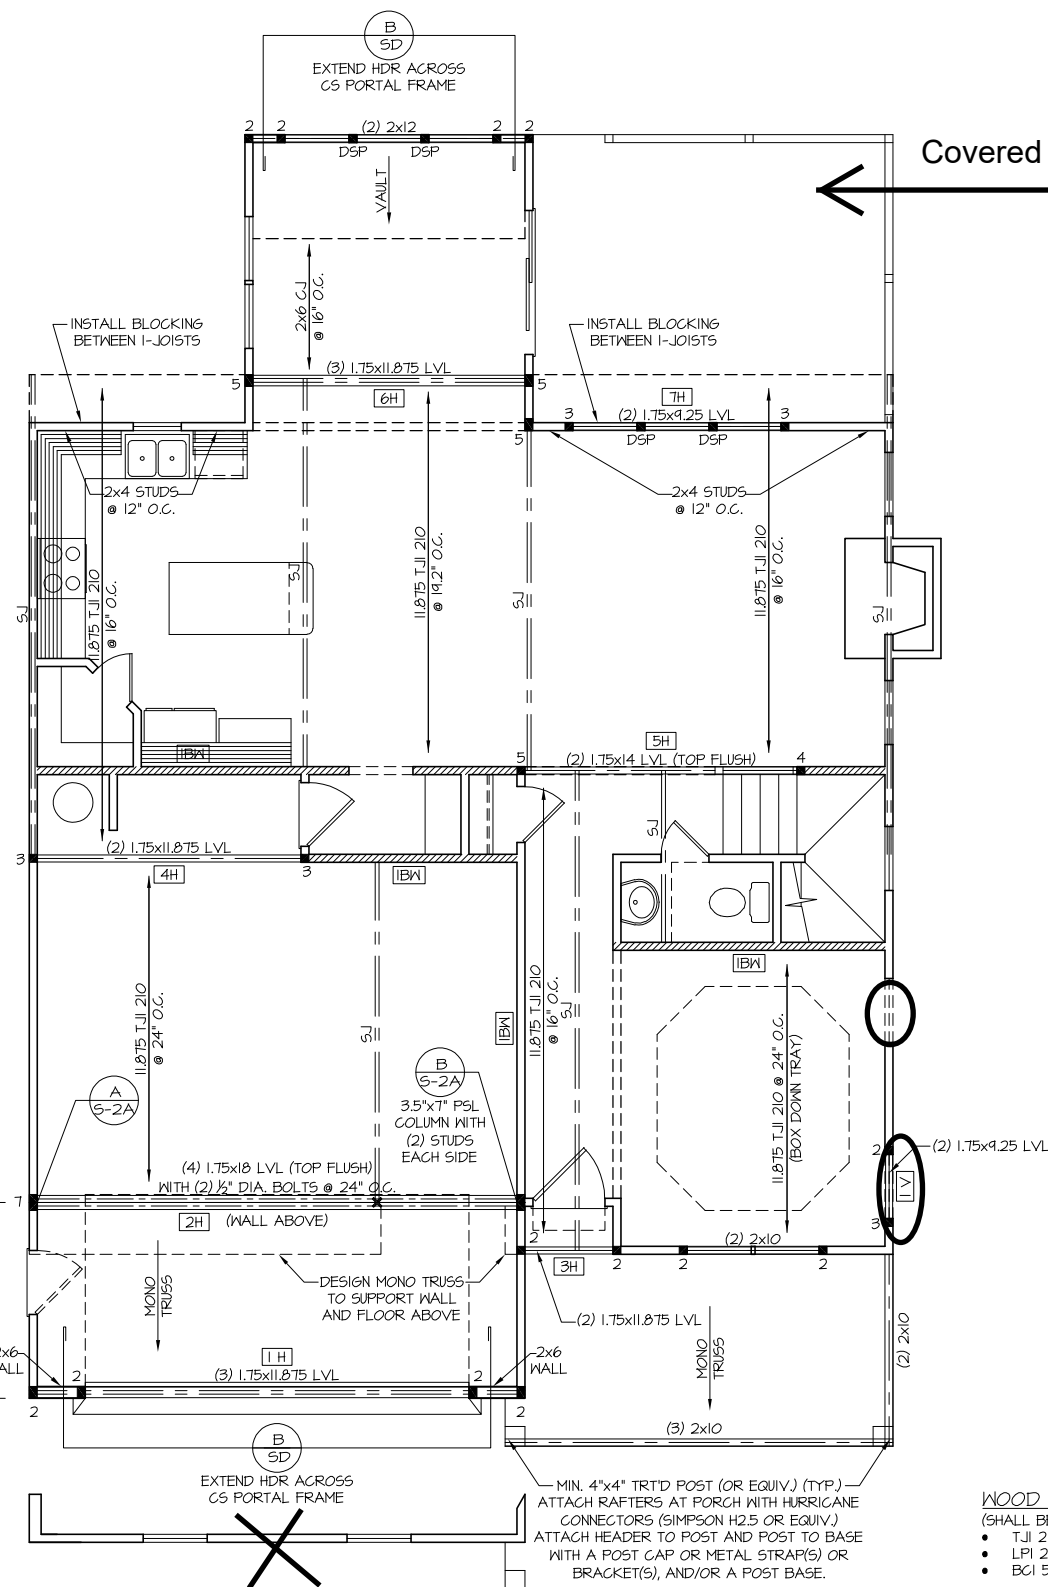 B
SD
EXTEND HDR ACROSS
CS PORTAL FRAME
2 2 (2) 2x12 2 2
DSP DSP
Covered
VAULT
2x6 CJ
@ 16" O.C.
INSTALL BLOCKING
BETWEEN I-JOISTS
INSTALL BLOCKING
BETWEEN I-JOISTS
(3) 1.75x11.875 LVL
5 5
6H
7H
3 (2) 1.75x9.25 LVL 3
5 DSP DSP
2x4 STUDS
@ 12" O.C.
2x4 STUDS
@ 12" O.C.
11.875 TJI 210
@ 16" O.C.
11.875 TJI 210
@ 19.2" O.C.
11.875 TJI 210
@ 16" O.C.
SJ
SJ
SJ
SJ
IBW
5H
5 (2) 1.75x14 LVL (TOP FLUSH) 4
SJ
(2) 1.75x11.875 LVL
3 3
4H
IBW
IBW
11.875 TJI 210
@ 24" O.C.
SJ
IBW
11.875 TJI 210
@ 16" O.C.
SJ
11.875 TJI 210 @ 24" O.C.
(BOX DOWN TRAY)
A
S-2A
B
S-2A
3.5"x7" PSL
COLUMN WITH
(2) STUDS
EACH SIDE
2 (2) 1.75x9.25 LVL
1V
3
(4) 1.75x18 LVL (TOP FLUSH)
WITH (2) ½" DIA. BOLTS @ 24" O.C.
7
2H (WALL ABOVE)
2 (2) 2x10
3H 2 2 2
MONO
TRUSS
DESIGN MONO TRUSS
TO SUPPORT WALL
AND FLOOR ABOVE
(2) 1.75x11.875 LVL
MONO
TRUSS
(2) 2x10
1H
2x6
WALL
2 (3) 1.75x11.875 LVL 2
2 2
(3) 2x10
B
SD
EXTEND HDR ACROSS
CS PORTAL FRAME
MIN. 4"x4" TRT'D POST (OR EQUIV.) (TYP.)
ATTACH RAFTERS AT PORCH WITH HURRICANE
CONNECTORS (SIMPSON H2.5 OR EQUIV.)
ATTACH HEADER TO POST AND POST TO BASE
WITH A POST CAP OR METAL STRAP(S) OR
BRACKET(S), AND/OR A POST BASE.
WOOD
(SHALL BE
• TJI 2
• LPI 2
• BCI 5